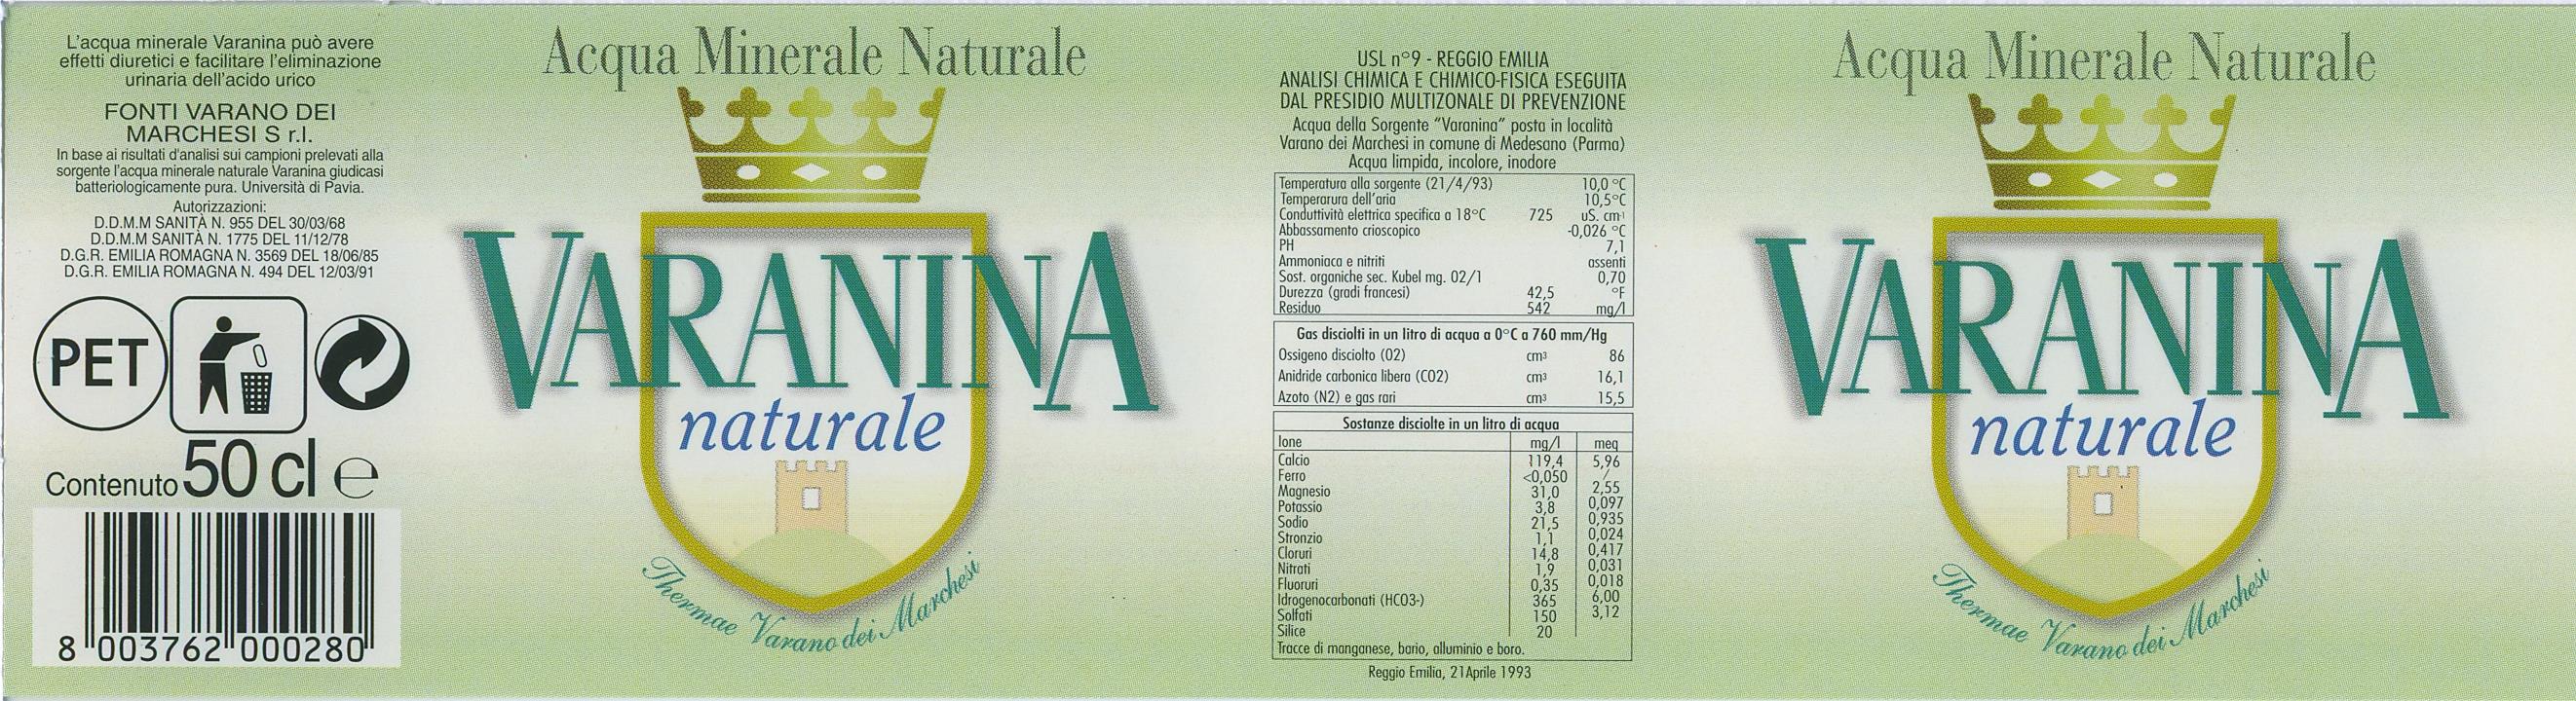 L'acqua minerale Varanina può avere
effetti diuretici e facilitare l'eliminazione
urinaria dell'acido urico
FONTI VARANO DEI
MARCHESI S r.l.
In base ai risultati d'analisi sui campioni prelevati alla
sorgente l'acqua minerale naturale Varanina giudicasi
batteriologicamente pura. Università di Pavia.
Autorizzazioni:
D.D.M.M SANITÀ N. 955 DEL 30/03/68
D.D.M.M SANITÀ N. 1775 DEL 11/12/78
D.G.R. EMILIA ROMAGNA N. 3569 DEL 18/06/85
D.G.R. EMILIA ROMAGNA N. 494 DEL 12/03/91
PET
Contenuto 50 cl e
8 003762 000280
Acqua Minerale Naturale
VARANINA
naturale
Thermae Varano dei Marchesi
USL n°9 - REGGIO EMILIA
ANALISI CHIMICA E CHIMICO-FISICA ESEGUITA
DAL PRESIDIO MULTIZONALE DI PREVENZIONE
Acqua della Sorgente "Varanina" posta in località
Varano dei Marchesi in comune di Medesano (Parma)
Acqua limpida, incolore, inodore
Temperatura alla sorgente (21/4/93) 10,0 °C
Temperarura dell'aria 10,5°C
Conduttività elettrica specifica a 18°C 725 uS. cm-1
Abbassamento crioscopico -0,026 °C
PH 7,1
Ammoniaca e nitriti assenti
Sost. organiche sec. Kubel mg. O2/1 0,70
Durezza (gradi francesi) 42,5 °F
Residuo 542 mg/l
Gas disciolti in un litro di acqua a 0°C a 760 mm/Hg
Ossigeno disciolto (O2) cm3 86
Anidride carbonica libera (CO2) cm3 16,1
Azoto (N2) e gas rari cm3 15,5
Sostanze disciolte in un litro di acqua
Ione mg/l meq
Calcio 119,4 5,96
Ferro <0,050 /
Magnesio 31,0 2,55
Potassio 3,8 0,097
Sodio 21,5 0,935
Stronzio 1,1 0,024
Cloruri 14,8 0,417
Nitrati 1,9 0,031
Fluoruri 0,35 0,018
Idrogenocarbonati (HCO3-) 365 6,00
Solfati 150 3,12
Silice 20
Tracce di manganese, bario, alluminio e boro.
Reggio Emilia, 21Aprile 1993
Acqua Minerale Naturale
VARANINA
naturale
Thermae Varano dei Marchesi